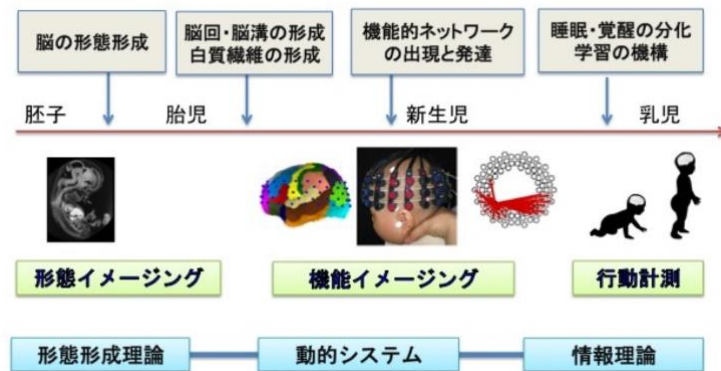 脳の形態形成
脳回・脳溝の形成
白質繊維の形成
機能的ネットワーク
の出現と発達
睡眠・覚醒の分化
学習の機構
胚子
胎児
新生児
乳児
形態イメージング
機能イメージング
行動計測
形態形成理論
動的システム
情報理論